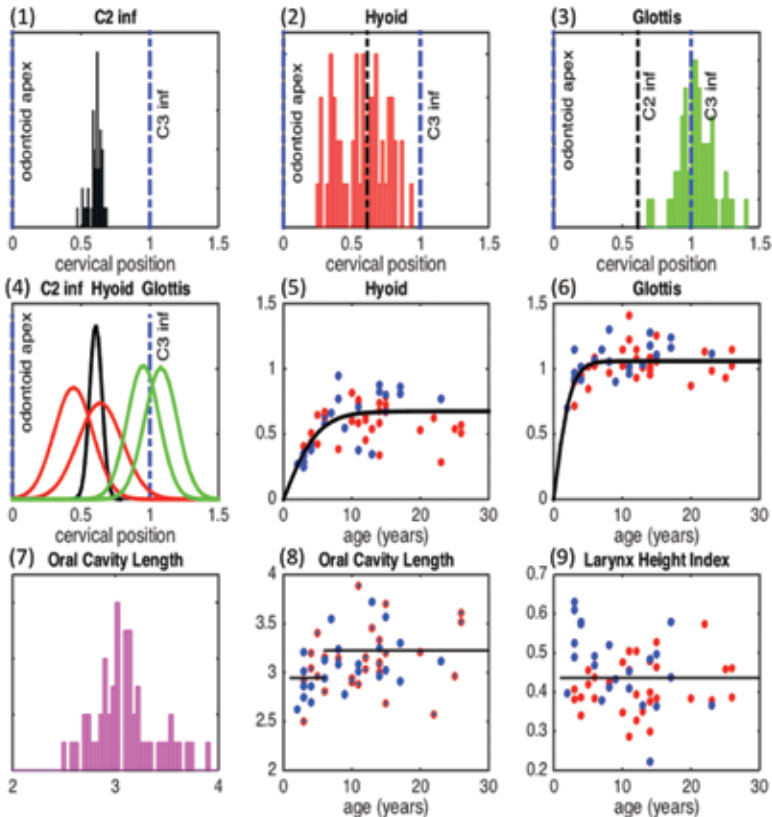 (1) C2 inf
odontoid apex
C3 inf
0 0.5 1 1.5
cervical position
(2) Hyoid
odontoid apex
C3 inf
0 0.5 1 1.5
cervical position
(3) Glottis
odontoid apex
C2 inf
C3 inf
0 0.5 1 1.5
cervical position
(4) C2 inf Hyoid Glottis
odontoid apex
C3 inf
0 0.5 1 1.5
cervical position
(5) Hyoid
1.5
1
0.5
0
0 10 20 30
age (years)
(6) Glottis
1.5
1
0.5
0
0 10 20 30
age (years)
(7) Oral Cavity Length
2 3 4
(8) Oral Cavity Length
4
3.5
3
2.5
2
0 10 20 30
age (years)
(9) Larynx Height Index
0.7
0.6
0.5
0.4
0.3
0.2
0 10 20 30
age (years)